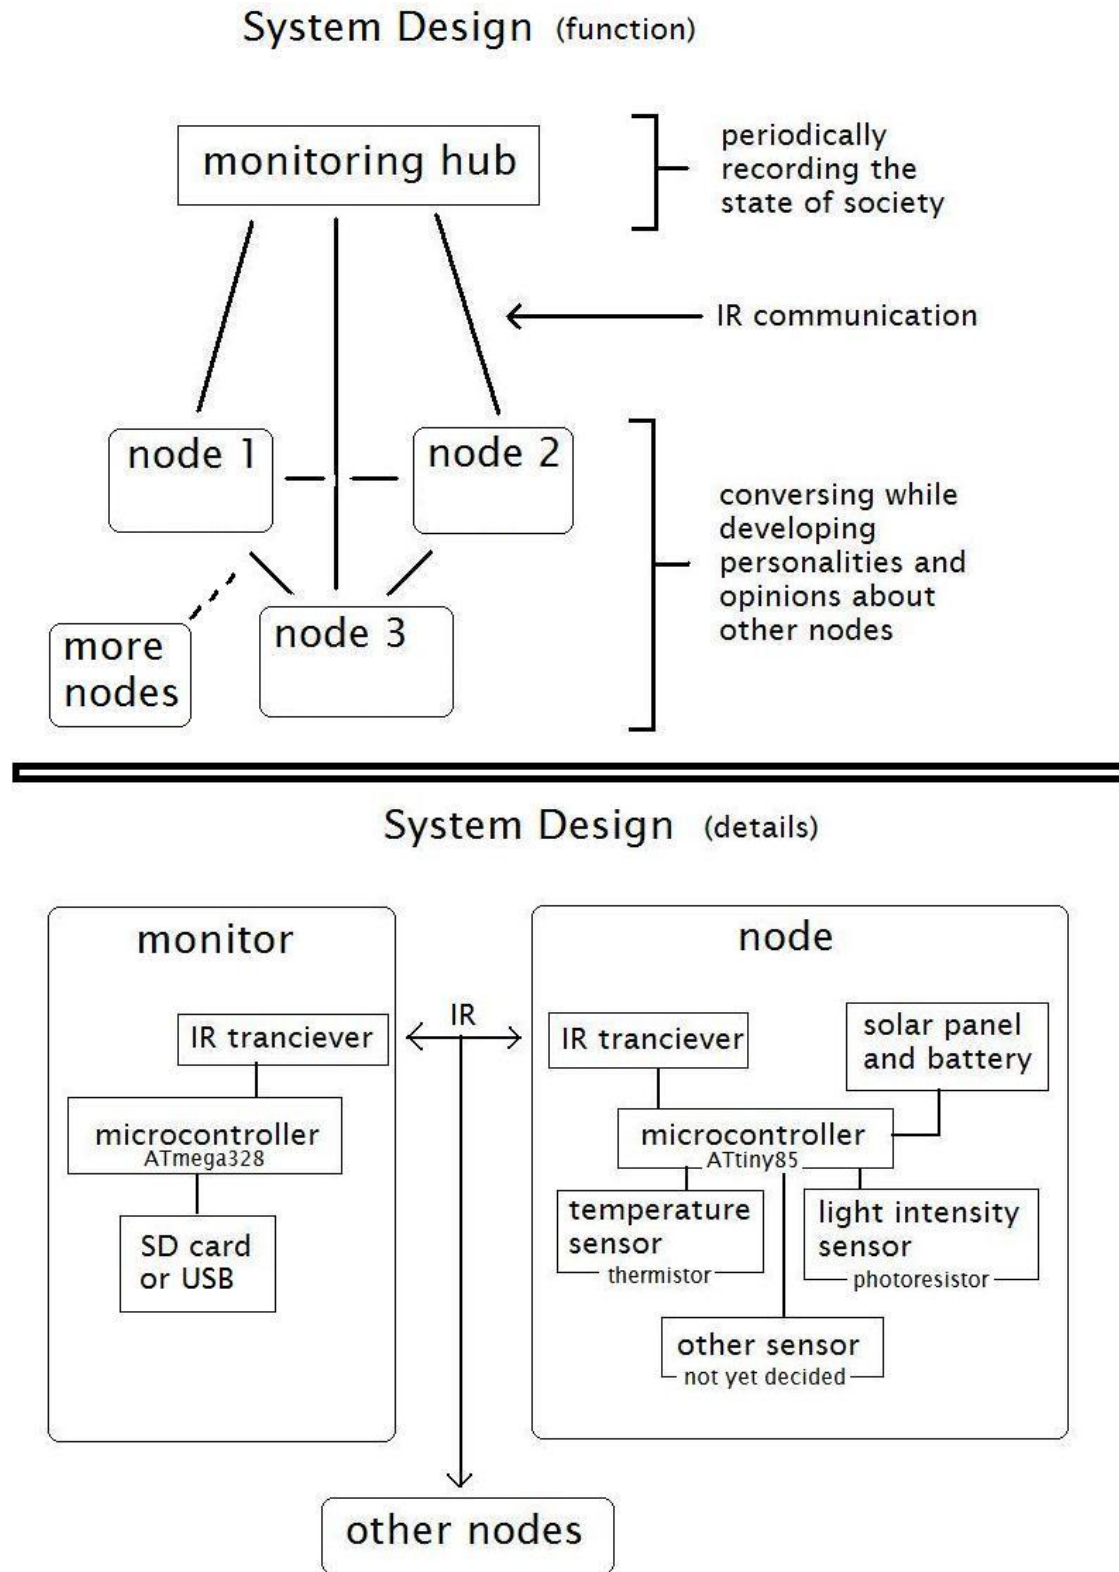 System Design (function)
monitoring hub
periodically
recording the
state of society
IR communication
node 1
node 2
conversing while
developing
personalities and
opinions about
other nodes
node 3
more
nodes
System Design (details)
monitor
node
IR tranciever
IR
IR tranciever
solar panel
and battery
microcontroller
ATmega328
microcontroller
ATtiny85
SD card
or USB
temperature
sensor
thermistor
light intensity
sensor
photoresistor
other sensor
not yet decided
other nodes